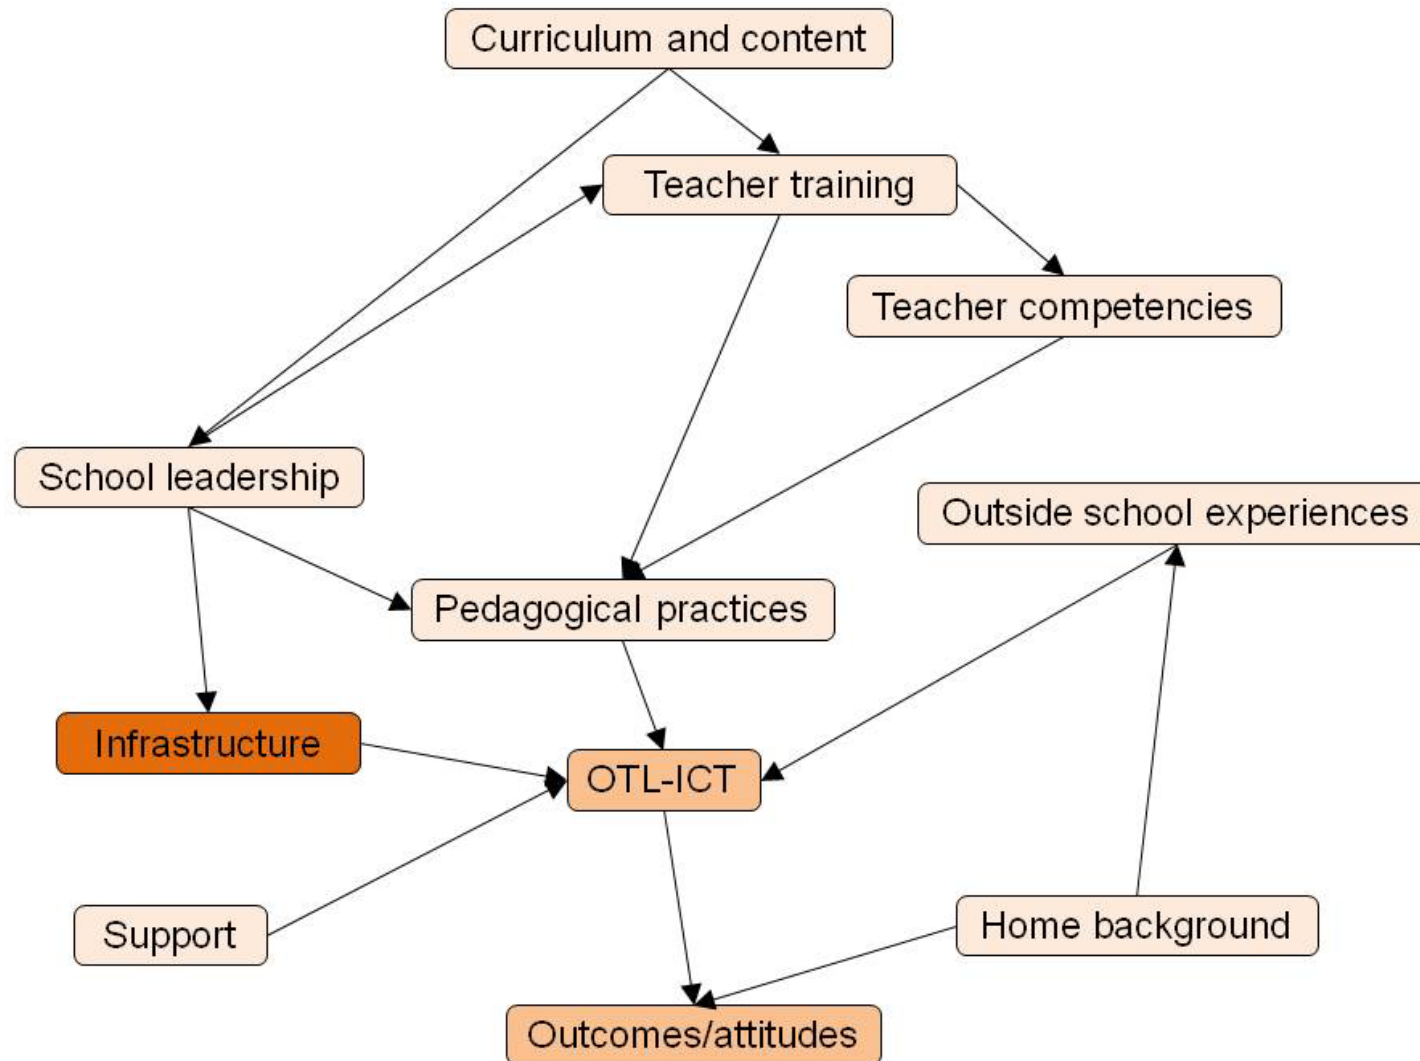 Curriculum and content
Teacher training
Teacher competencies
School leadership
Outside school experiences
Pedagogical practices
Infrastructure
OTL-ICT
Support
Home background
Outcomes/attitudes